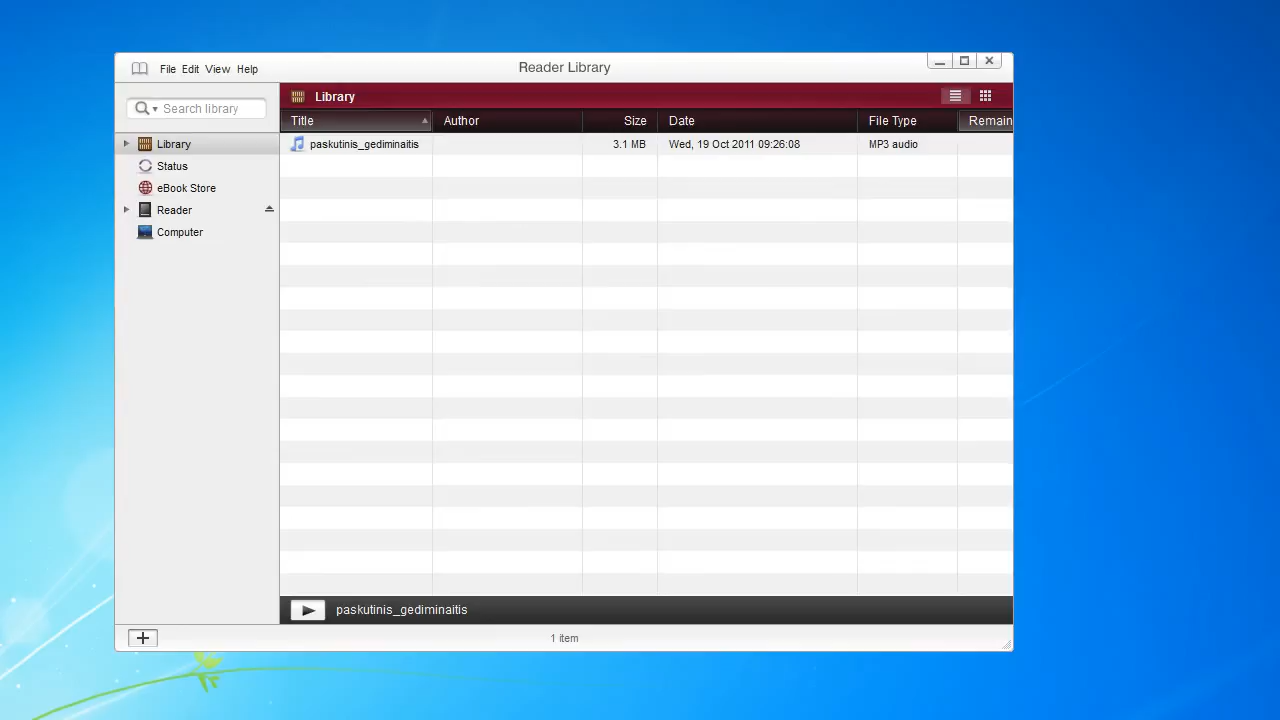 Reader Library
File Edit View Help
Search library
Library
Status
eBook Store
Reader
Computer
Library
Title Author Size Date File Type Remain
paskutinis_gediminaitis 3.1 MB Wed, 19 Oct 2011 09:26:08 MP3 audio
paskutinis_gediminaitis
1 item